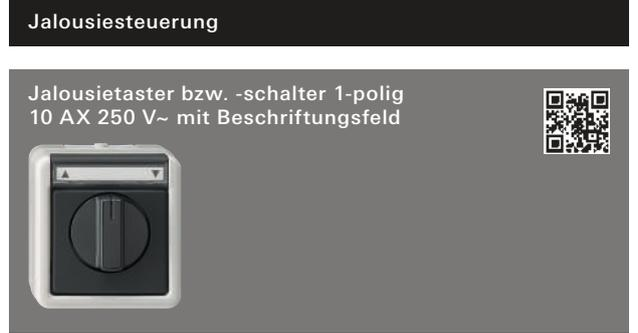 Jalousiesteuerung
Jalousietaster bzw. -schalter 1-polig
10 AX 250 V~ mit Beschriftungsfeld